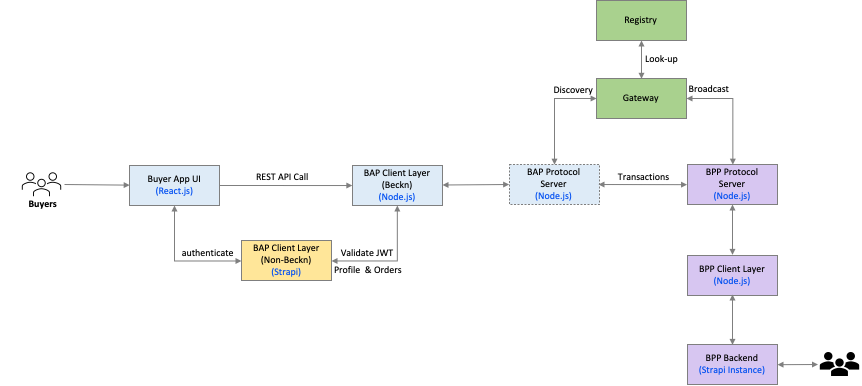 Registry
Look-up
Discovery
Broadcast
Gateway
Buyers
Buyer App UI
(React.js)
REST API Call
BAP Client Layer
(Beckn)
(Node.js)
BAP Protocol
Server
(Node.js)
Transactions
BPP Protocol
Server
(Node.js)
authenticate
BAP Client Layer
(Non-Beckn)
(Strapi)
Validate JWT
Profile & Orders
BPP Client Layer
(Node.js)
BPP Backend
(Strapi Instance)